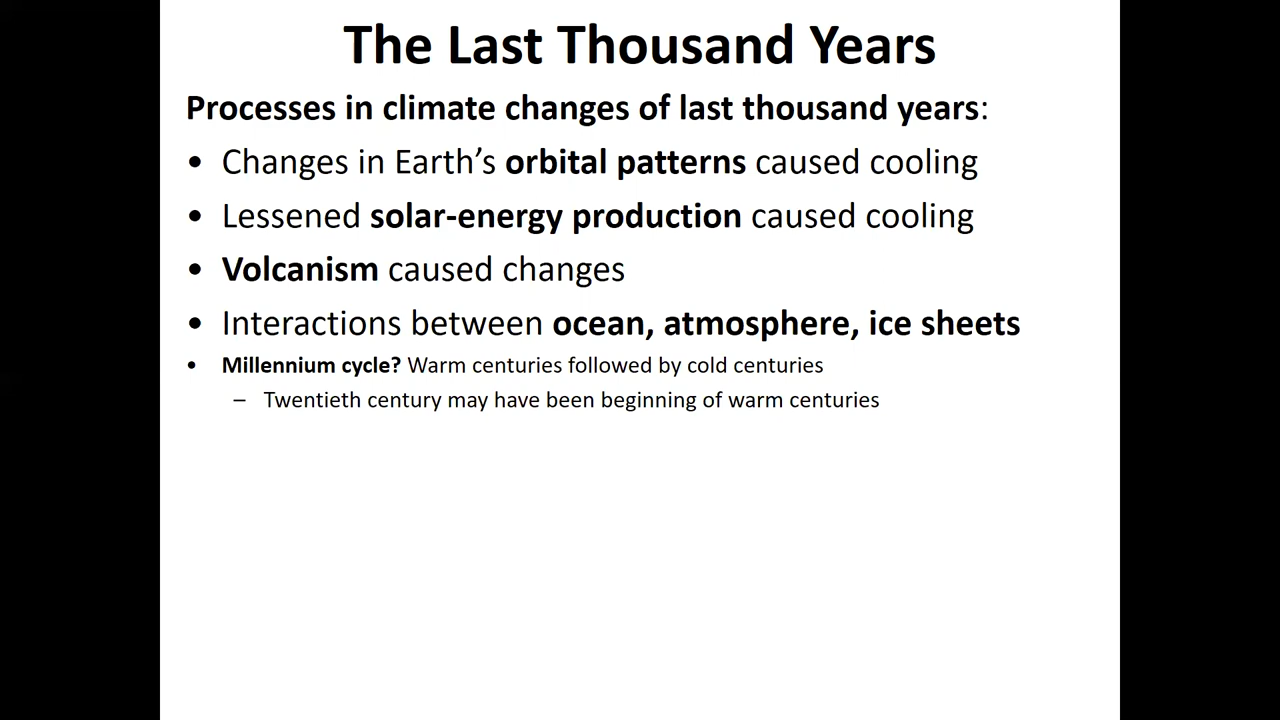 The Last Thousand Years
Processes in climate changes of last thousand years:
• Changes in Earth’s orbital patterns caused cooling
• Lessened solar-energy production caused cooling
• Volcanism caused changes
• Interactions between ocean, atmosphere, ice sheets
• Millennium cycle? Warm centuries followed by cold centuries
– Twentieth century may have been beginning of warm centuries